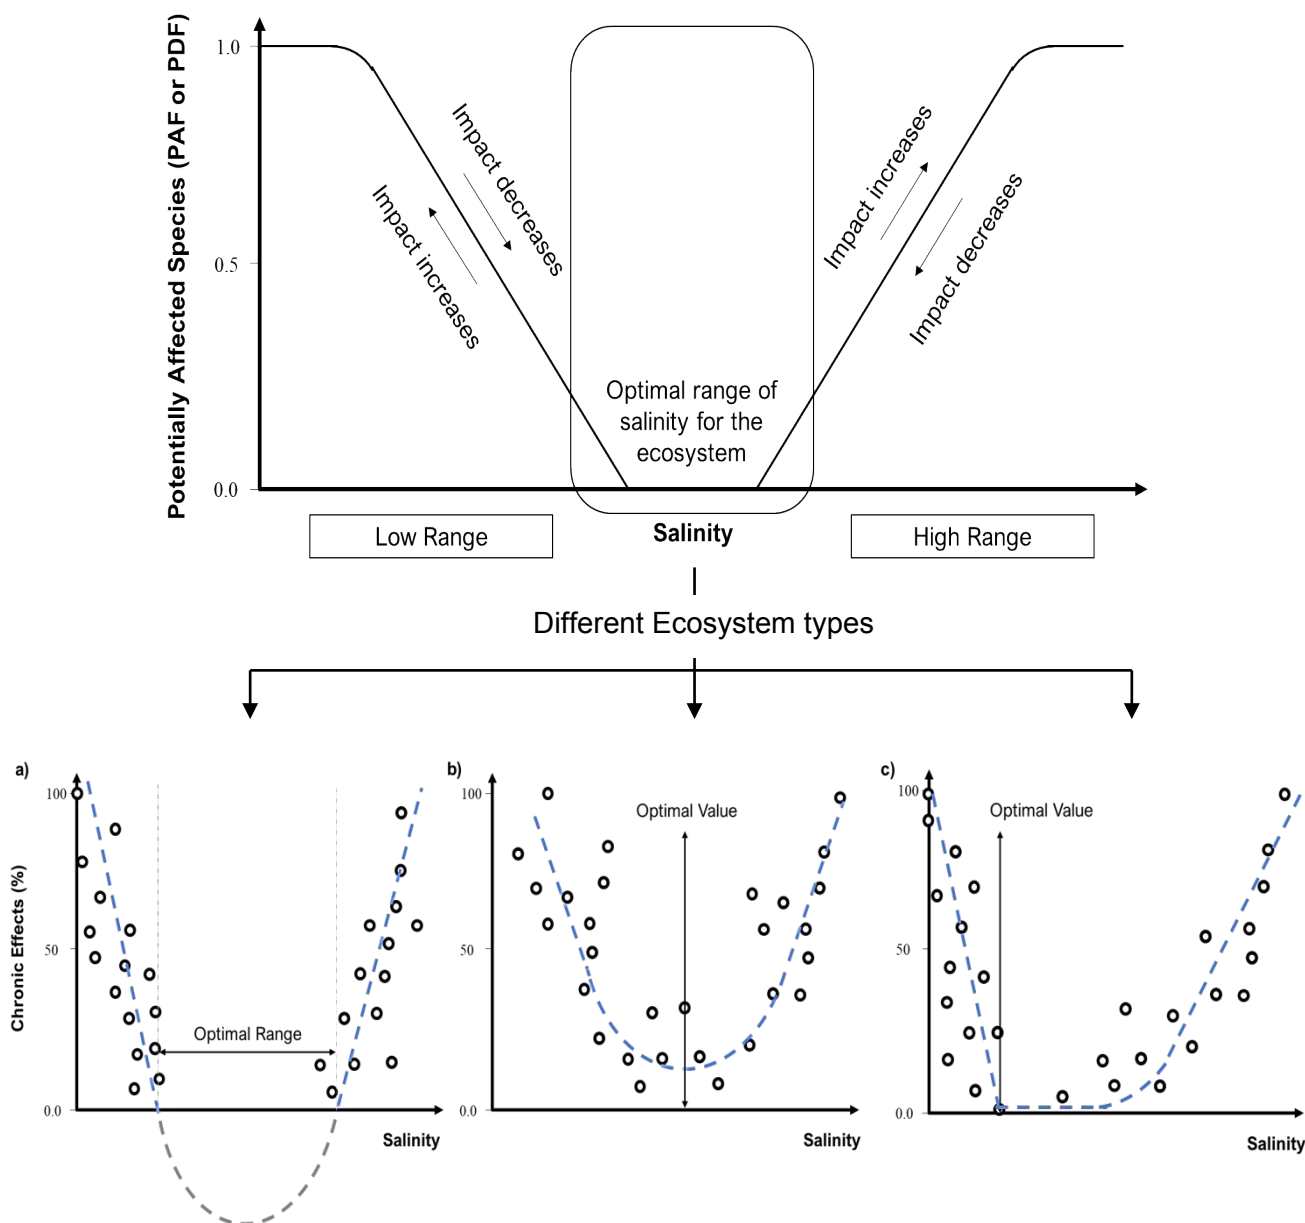 Potentially Affected Species (PAF or PDF)
1.0
0.5
0.0
Impact decreases
Impact increases
Impact increases
Impact decreases
Optimal range of
salinity for the
ecosystem
Low Range
Salinity
High Range
Different Ecosystem types
a)
Chronic Effects (%)
100
50
0.0
Optimal Range
Salinity
b)
100
50
0.0
Optimal Value
Salinity
c)
100
50
0.0
Optimal Value
Salinity